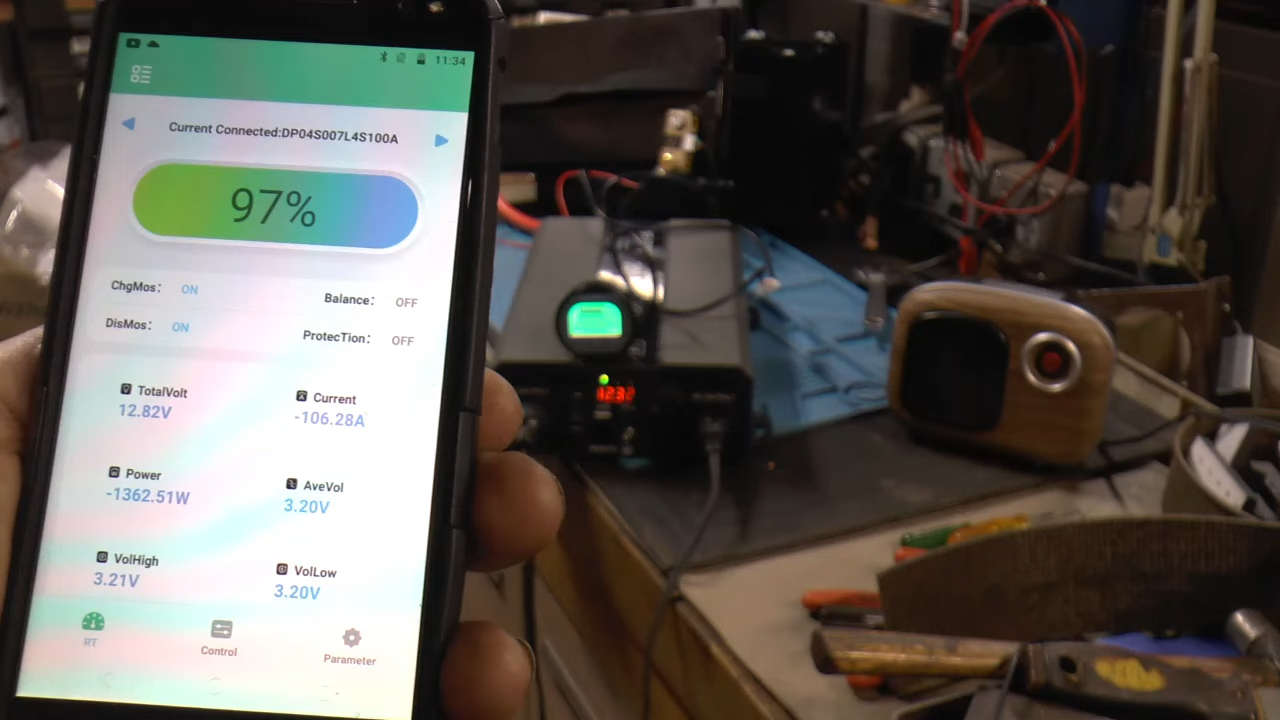 11:34
Current Connected:DP04S007L4S100A
97%
ChgMos: ON
Balance: OFF
DisMos: ON
ProtecTion: OFF
TotalVolt
12.82V
Current
-106.28A
Power
-1362.51W
AveVol
3.20V
VolHigh
3.21V
VolLow
3.20V
RT
Control
Parameter